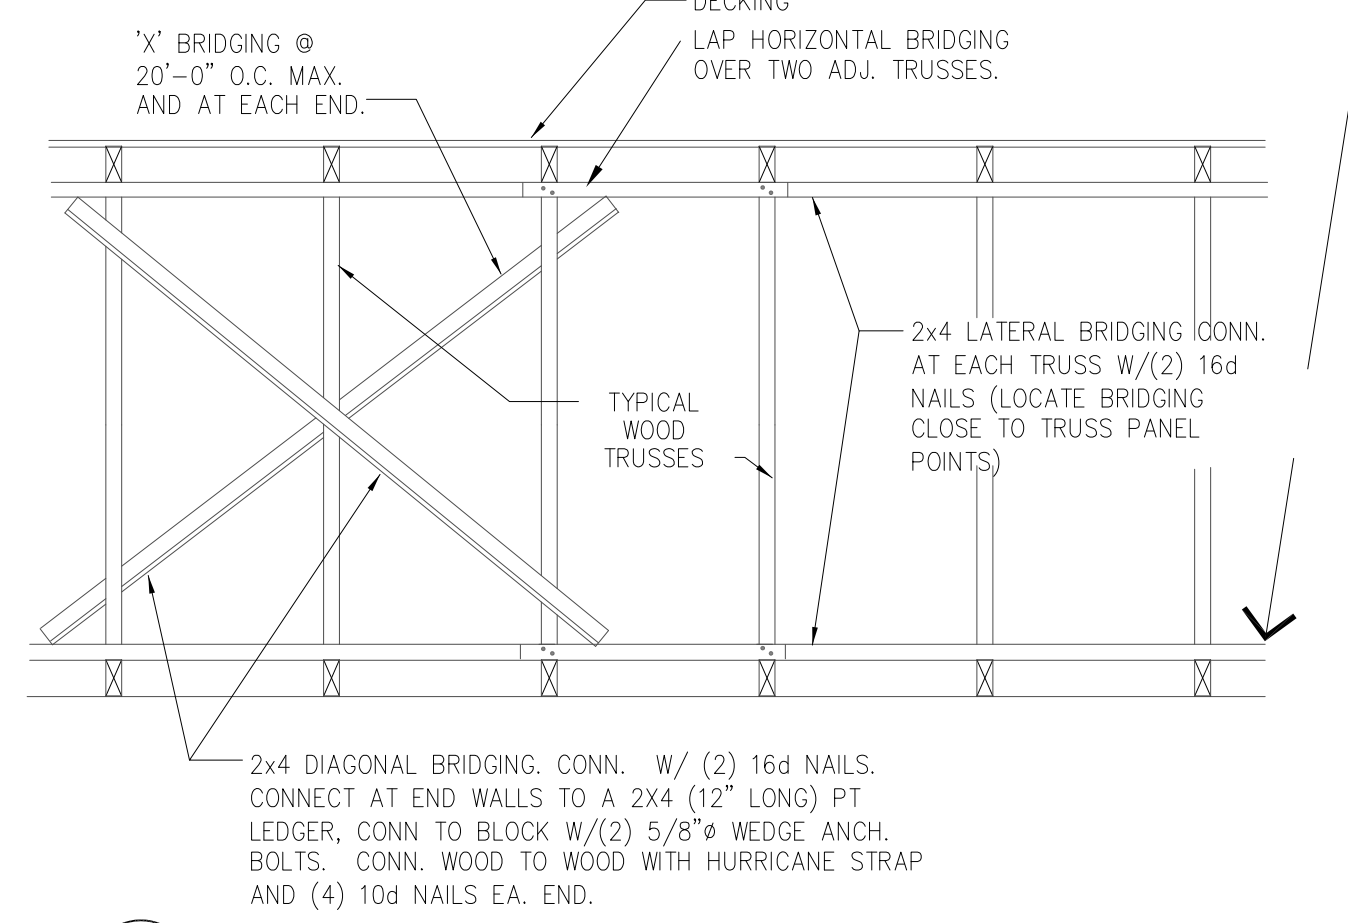 DECKING
'X' BRIDGING @
20'-0" O.C. MAX.
AND AT EACH END.
LAP HORIZONTAL BRIDGING
OVER TWO ADJ. TRUSSES.
2x4 LATERAL BRIDGING CONN.
AT EACH TRUSS W/(2) 16d
NAILS (LOCATE BRIDGING
CLOSE TO TRUSS PANEL
POINTS)
TYPICAL
WOOD
TRUSSES
2x4 DIAGONAL BRIDGING. CONN. W/ (2) 16d NAILS.
CONNECT AT END WALLS TO A 2X4 (12" LONG) PT
LEDGER, CONN TO BLOCK W/(2) 5/8"ø WEDGE ANCH.
BOLTS. CONN. WOOD TO WOOD WITH HURRICANE STRAP
AND (4) 10d NAILS EA. END.